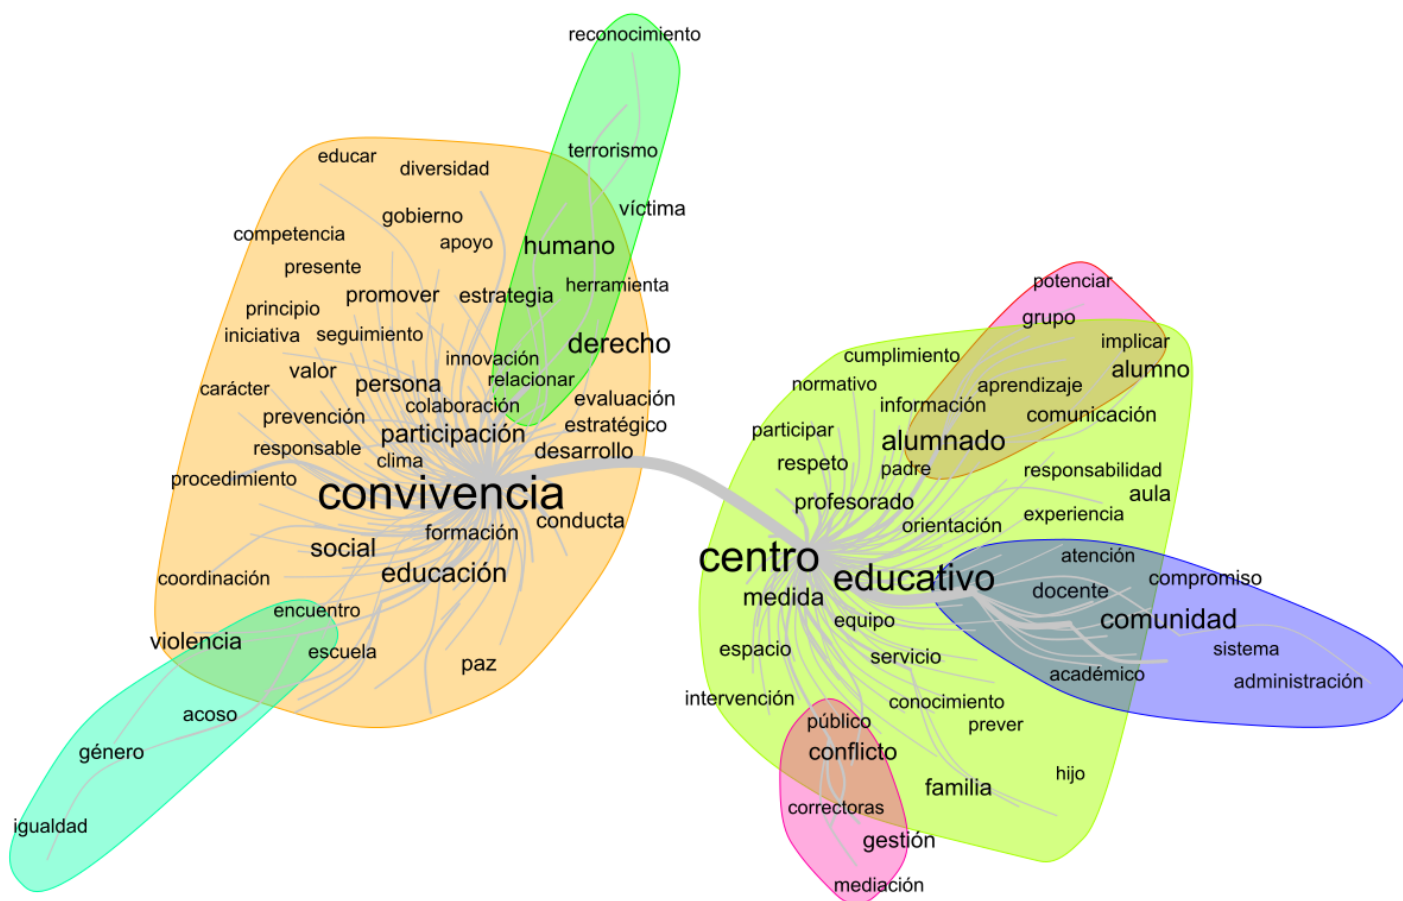 reconocimiento
terrorismo
víctima
humano
herramienta
educar
diversidad
gobierno
apoyo
competencia
presente
promover
estrategia
principio
iniciativa
seguimiento
derecho
innovación
relacionar
valor
persona
carácter
colaboración
evaluación
prevención
participación
estratégico
responsable
clima
desarrollo
procedimiento
convivencia
conducta
formación
social
educación
coordinación
encuentro
violencia
escuela
paz
acoso
género
igualdad
potenciar
grupo
implicar
alumno
cumplimiento
normativo
aprendizaje
información
comunicación
participar
alumnado
respeto
padre
responsabilidad
aula
profesorado
orientación
experiencia
centro
educativo
atención
compromiso
docente
medida
comunidad
equipo
espacio
servicio
sistema
académico
administración
intervención
conocimiento
público
prever
conflicto
familia
hijo
correctoras
gestión
mediación